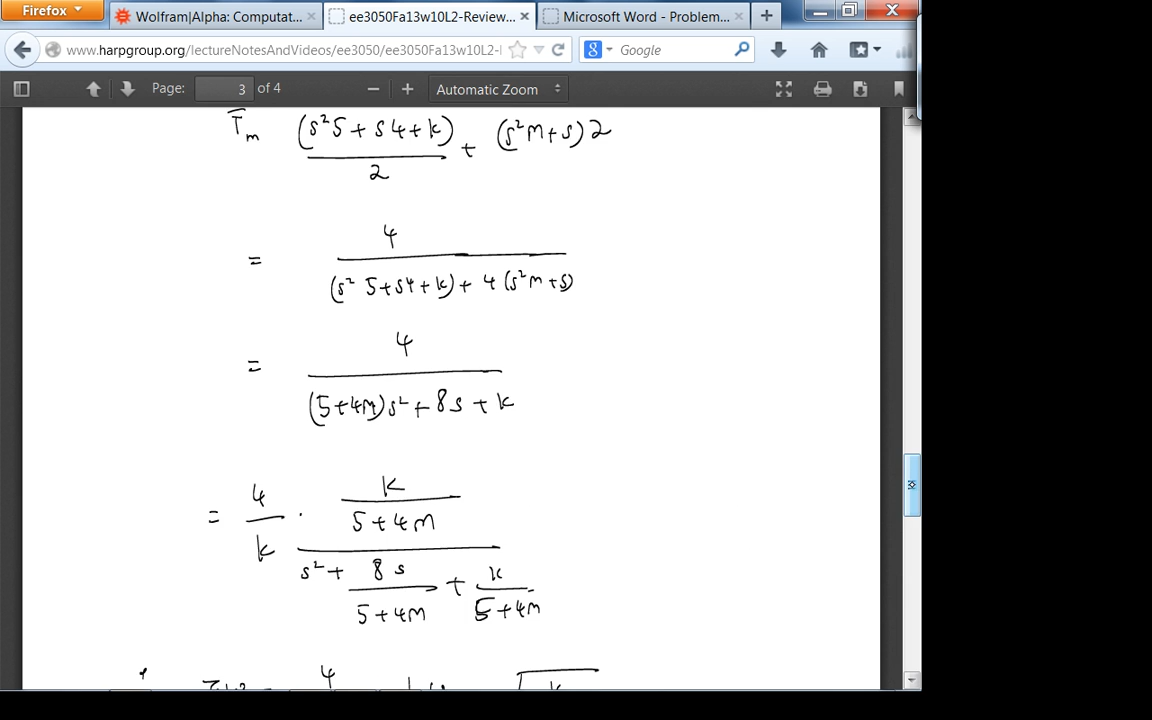 Firefox
Wolfram|Alpha: Computat... ×
ee3050Fa13w10L2-Review... ×
Microsoft Word - Problem... ×
www.harpgroup.org/lectureNotesAndVideos/ee3050/ee3050Fa13w10L2-
Google
Page: 3 of 4
Automatic Zoom
T̄m (s²5 + s4 + k)/2 + (s²M + s) 2
= 4 / ((s² 5 + s4 + k) + 4 (s²M + s))
= 4 / ((5+4M)s² + 8s + k)
= 4/k · (k/(5+4M)) / (s² + 8s/(5+4M) + k/(5+4M))